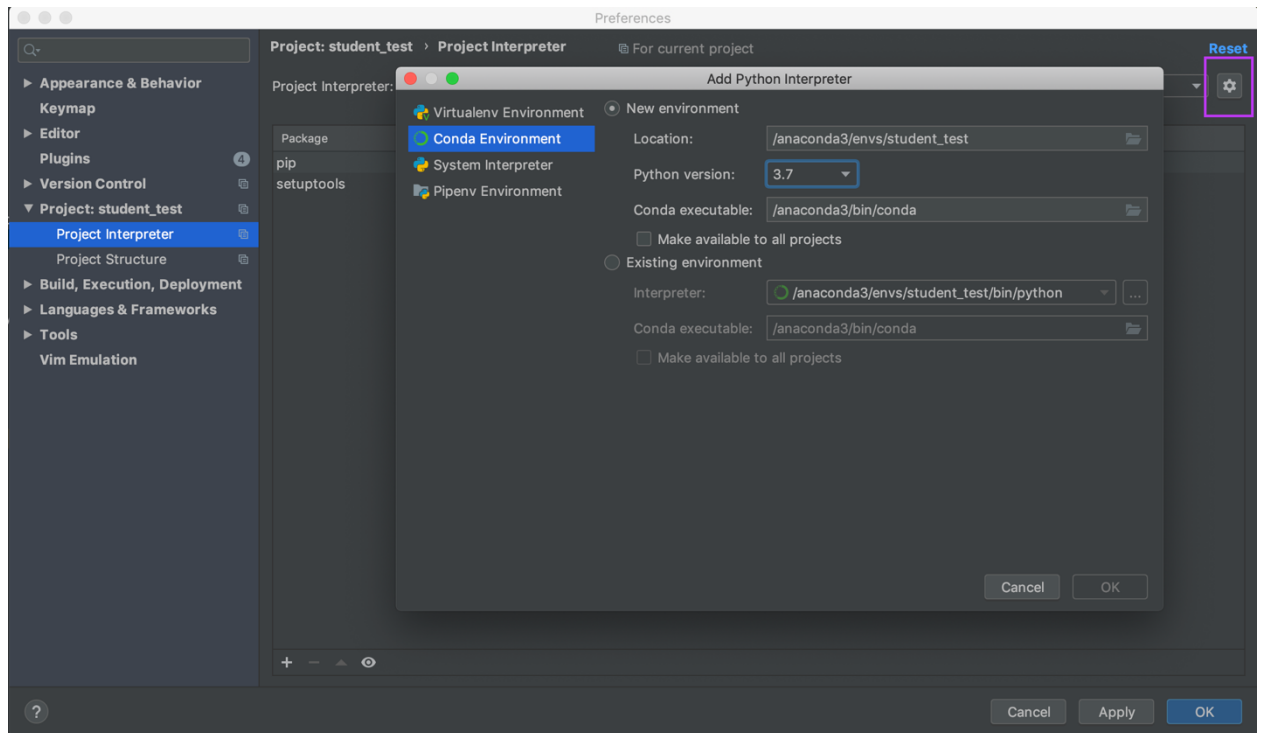 Preferences
Project: student_test › Project Interpreter
For current project
Reset
Appearance & Behavior
Keymap
Editor
Plugins
4
Version Control
Project: student_test
Project Interpreter
Project Structure
Build, Execution, Deployment
Languages & Frameworks
Tools
Vim Emulation
Project Interpreter:
Package
pip
setuptools
Add Python Interpreter
Virtualenv Environment
Conda Environment
System Interpreter
Pipenv Environment
New environment
Location: /anaconda3/envs/student_test
Python version: 3.7
Conda executable: /anaconda3/bin/conda
Make available to all projects
Existing environment
Interpreter: /anaconda3/envs/student_test/bin/python ...
Conda executable: /anaconda3/bin/conda
Make available to all projects
Cancel OK
?
Cancel Apply OK